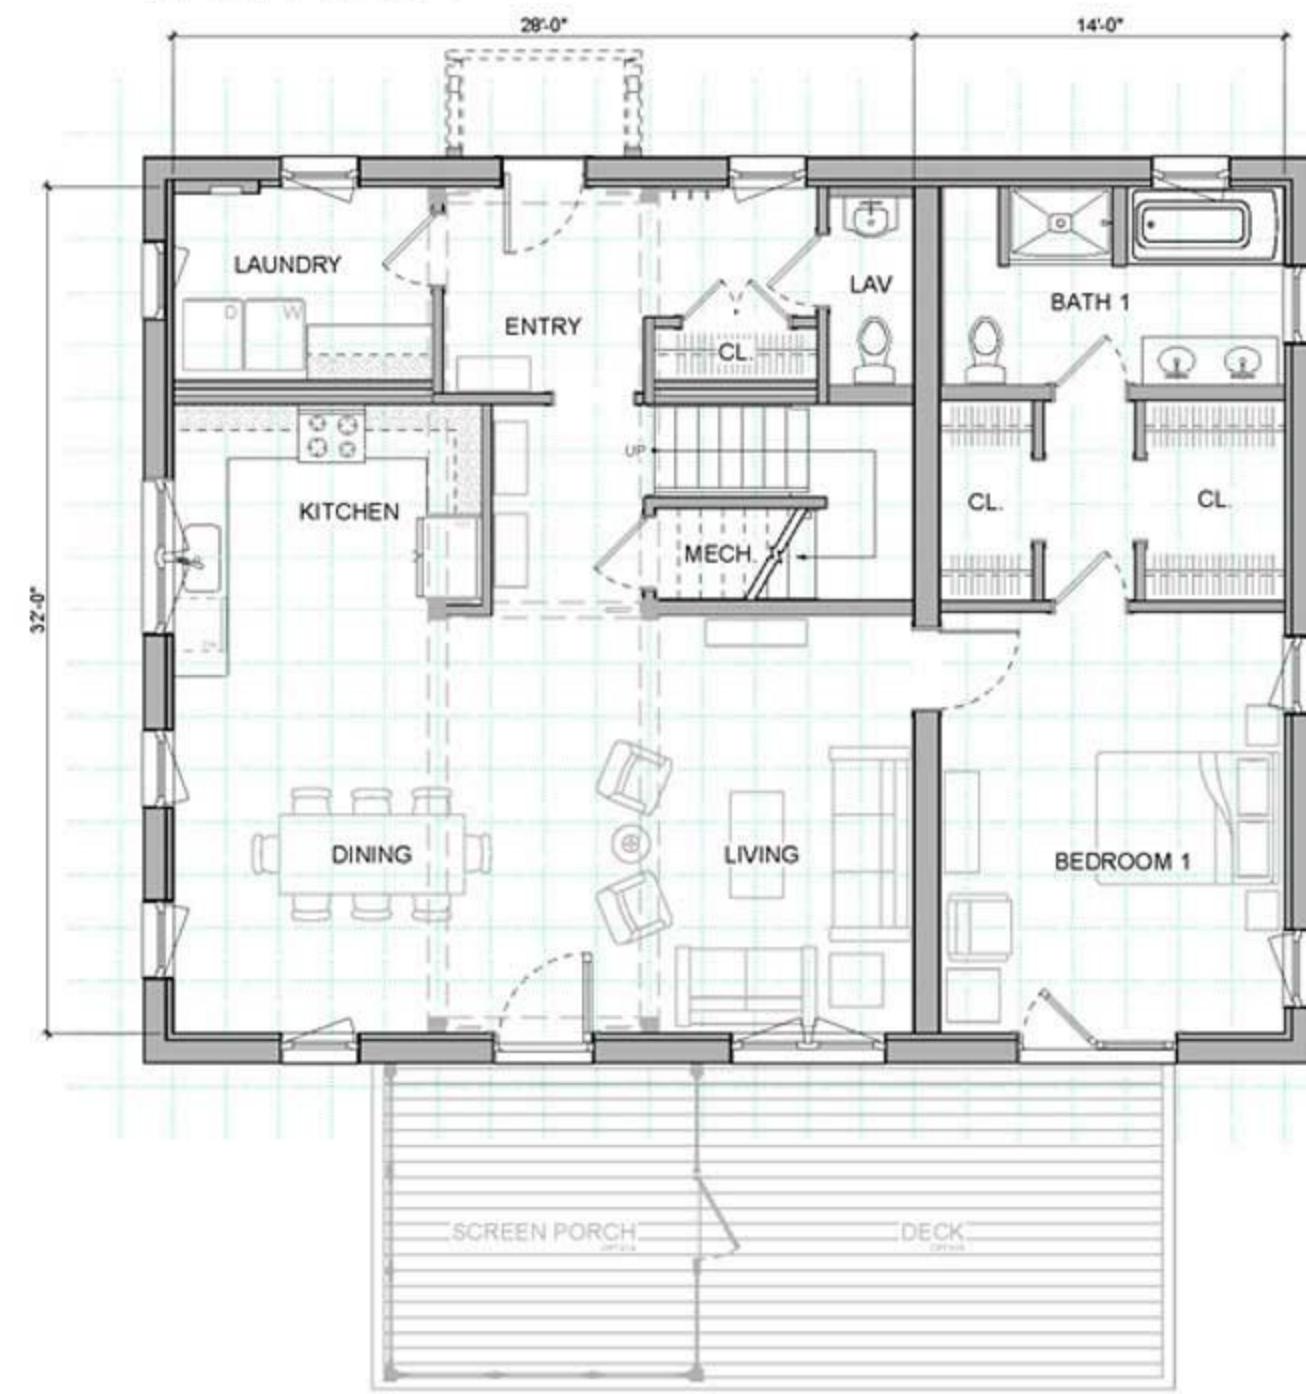 28'-0"
14'-0"
LAUNDRY
D
W
ENTRY
LAV
BATH 1
CL.
UP
KITCHEN
MECH.
CL.
CL.
32'-0"
DINING
LIVING
BEDROOM 1
SCREEN PORCH
DECK